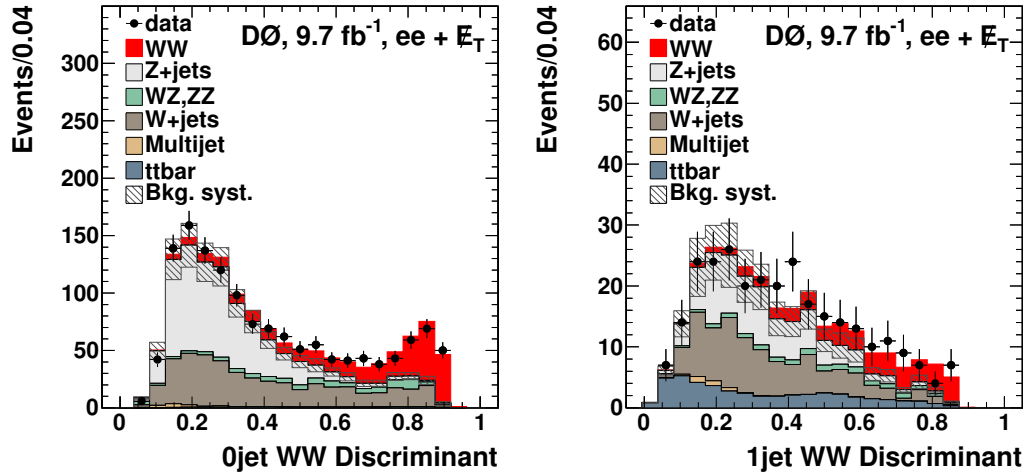 DØ, 9.7 fb⁻¹, ee + E̸_T
Events/0.04
data
WW
Z+jets
WZ,ZZ
W+jets
Multijet
ttbar
Bkg. syst.
300
250
200
150
100
50
0
0 0.2 0.4 0.6 0.8 1
0jet WW Discriminant
DØ, 9.7 fb⁻¹, ee + E̸_T
Events/0.04
data
WW
Z+jets
WZ,ZZ
W+jets
Multijet
ttbar
Bkg. syst.
60
50
40
30
20
10
0
0 0.2 0.4 0.6 0.8 1
1jet WW Discriminant